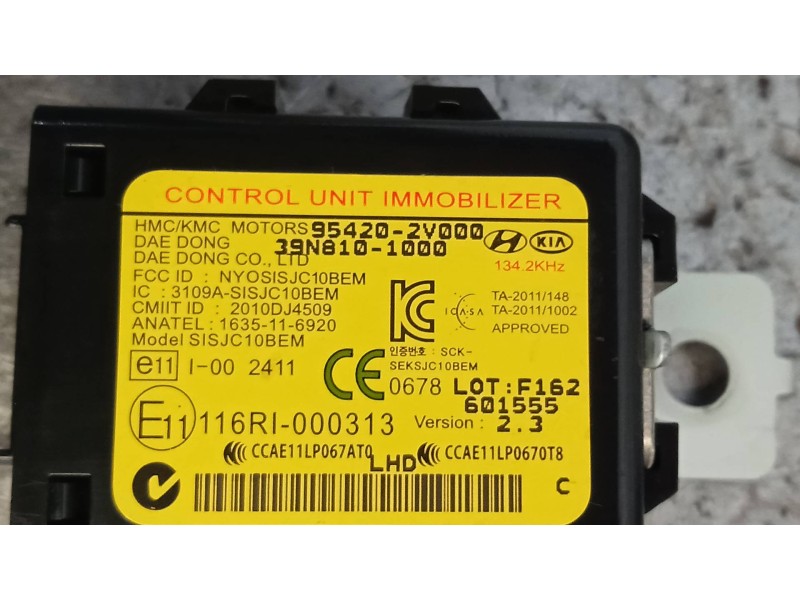 CONTROL UNIT IMMOBILIZER
HMC/KMC MOTORS 95420-2V000
DAE DONG 39N810-1000
DAE DONG CO., LTD
KIA
134.2KHz
FCC ID : NYOSISJC10BEM
IC : 3109A-SISJC10BEM
CMIIT ID : 2010DJ4509
ANATEL : 1635-11-6920
Model SISJC10BEM
ICASA
TA-2011/148
TA-2011/1002
APPROVED
인증번호 : SCK-
SEKSJC10BEM
e11 I-00 2411
CE 0678 LOT:F162
601555
E11 116RI-000313 Version : 2.3
CCAE11LP067AT0 LHD CCAE11LP0670T8
C